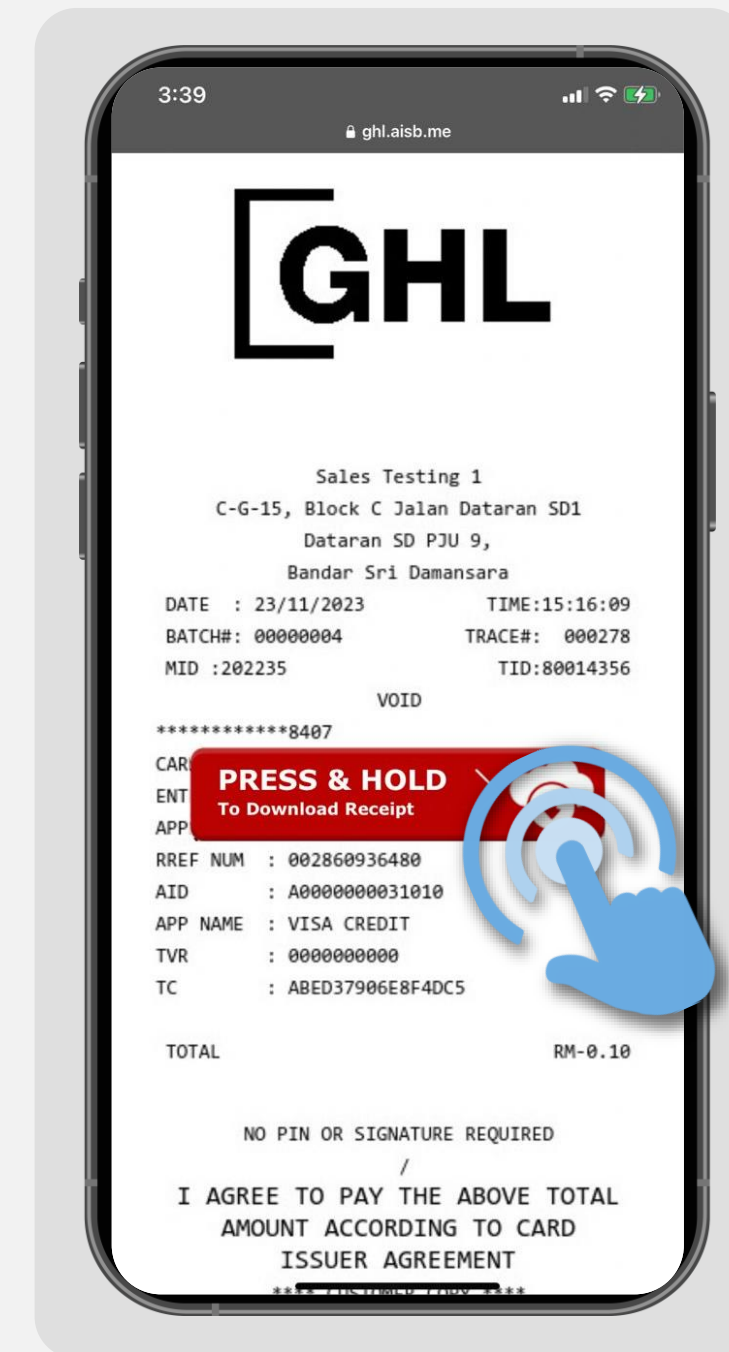 3:39
ghl.aisb.me
GHL
Sales Testing 1
C-G-15, Block C Jalan Dataran SD1
Dataran SD PJU 9,
Bandar Sri Damansara
DATE : 23/11/2023 TIME:15:16:09
BATCH#: 00000004 TRACE#: 000278
MID :202235 TID:80014356
VOID
************8407
PRESS & HOLD
To Download Receipt
RREF NUM : 002860936480
AID : A0000000031010
APP NAME : VISA CREDIT
TVR : 0000000000
TC : ABED37906E8F4DC5
TOTAL RM-0.10
NO PIN OR SIGNATURE REQUIRED
/
I AGREE TO PAY THE ABOVE TOTAL
AMOUNT ACCORDING TO CARD
ISSUER AGREEMENT
**** CUSTOMER COPY ****